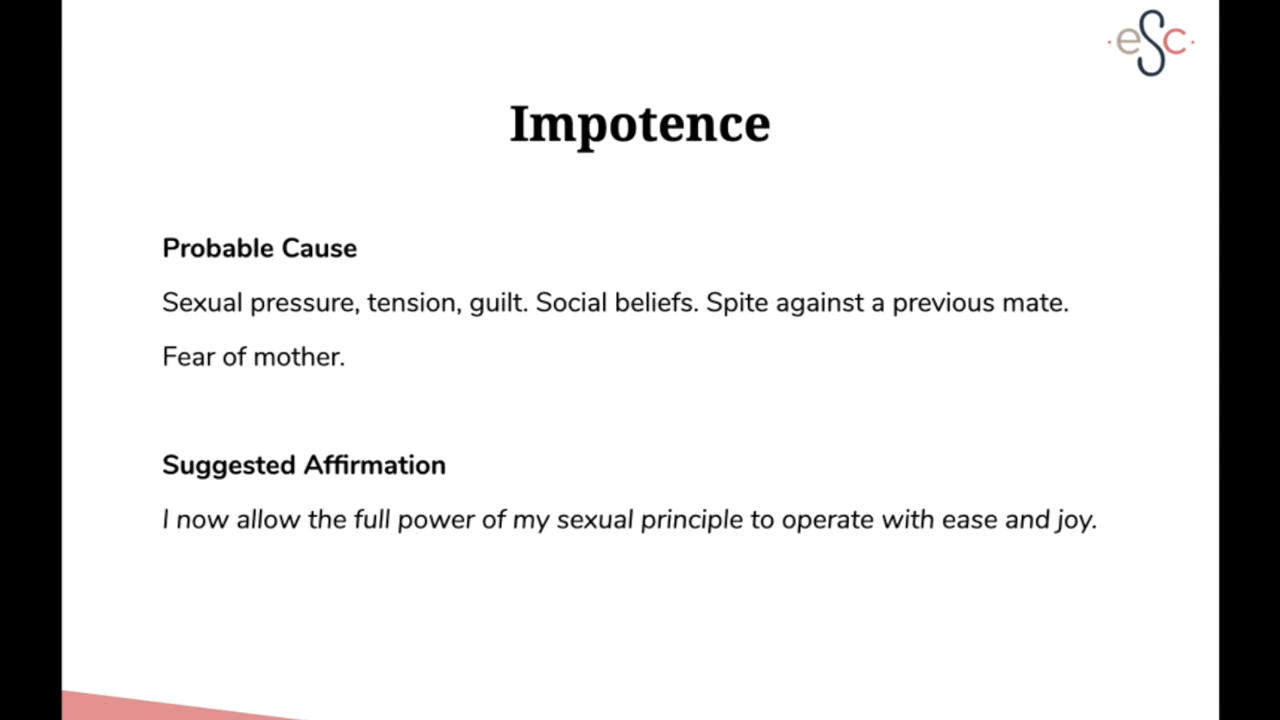 eSc
Impotence
Probable Cause
Sexual pressure, tension, guilt. Social beliefs. Spite against a previous mate.
Fear of mother.
Suggested Affirmation
I now allow the full power of my sexual principle to operate with ease and joy.